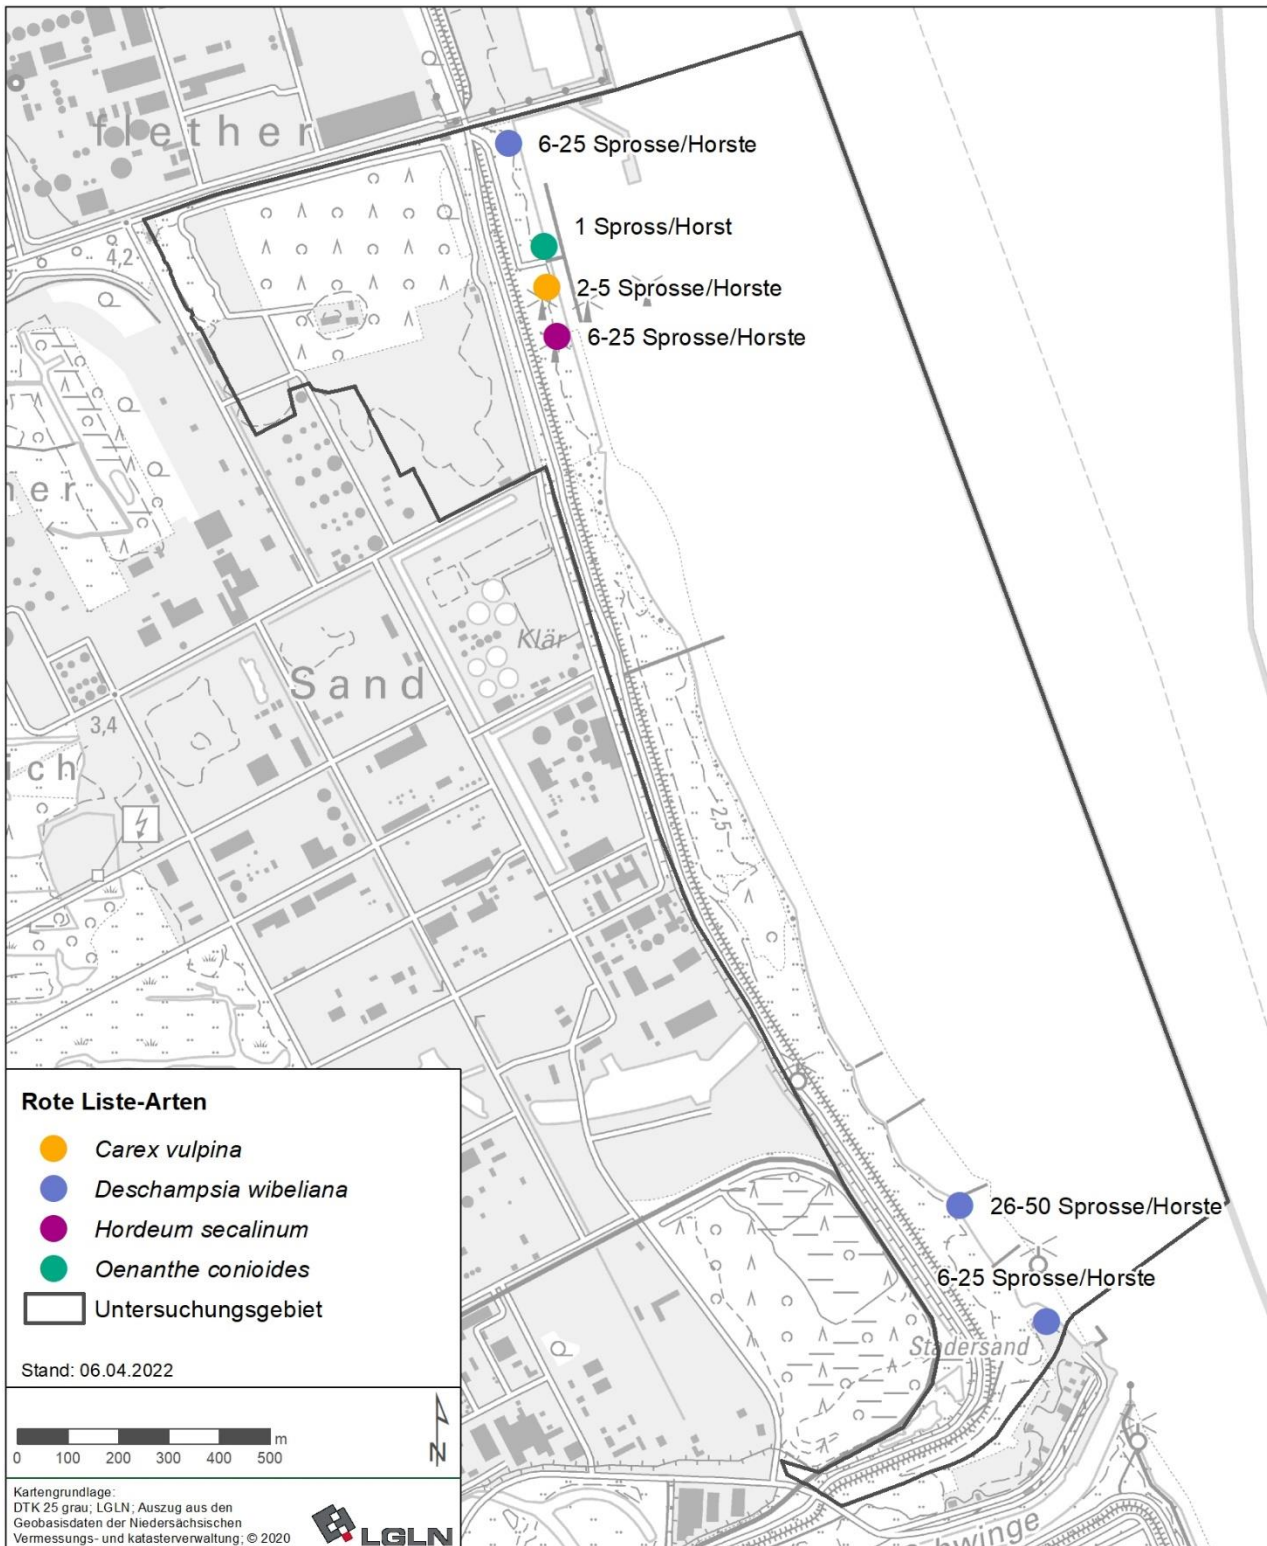 flether
6-25 Sprosse/Horste
1 Spross/Horst
4,2
2-5 Sprosse/Horste
6-25 Sprosse/Horste
her
Klär
Sand
3,4
ich
2,5
Rote Liste-Arten
Carex vulpina
Deschampsia wibeliana
Hordeum secalinum
Oenanthe conioides
Untersuchungsgebiet
Stand: 06.04.2022
26-50 Sprosse/Horste
6-25 Sprosse/Horste
Stadersand
m
0 100 200 300 400 500
N
Kartengrundlage:
DTK 25 grau; LGLN; Auszug aus den
Geobasisdaten der Niedersächsischen
Vermessungs- und katasterverwaltung; © 2020
LGLN
hwinge